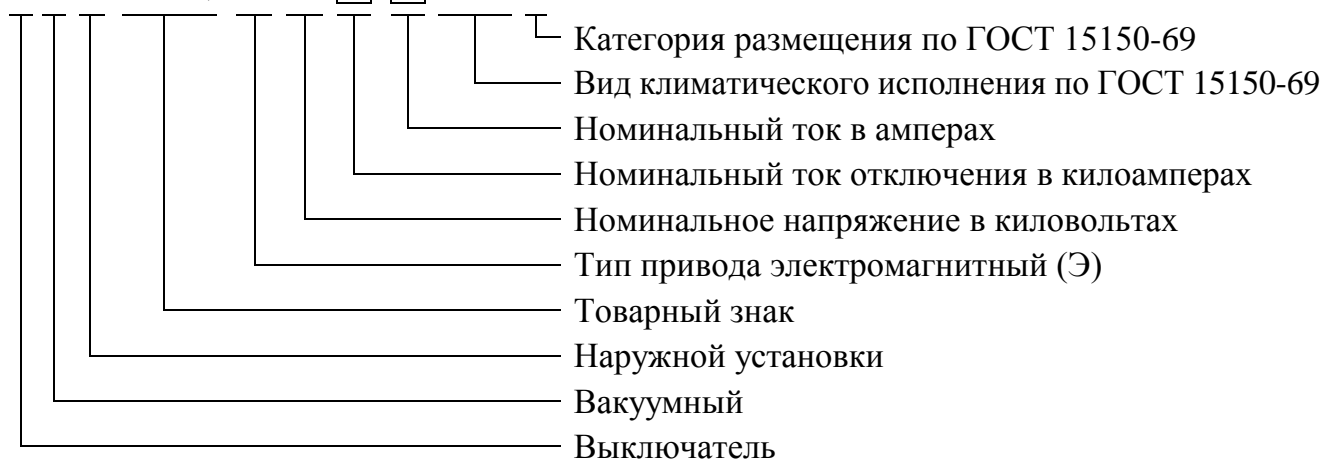 Категория размещения по ГОСТ 15150-69
Вид климатического исполнения по ГОСТ 15150-69
Номинальный ток в амперах
Номинальный ток отключения в килоамперах
Номинальное напряжение в киловольтах
Тип привода электромагнитный (Э)
Товарный знак
Наружной установки
Вакуумный
Выключатель